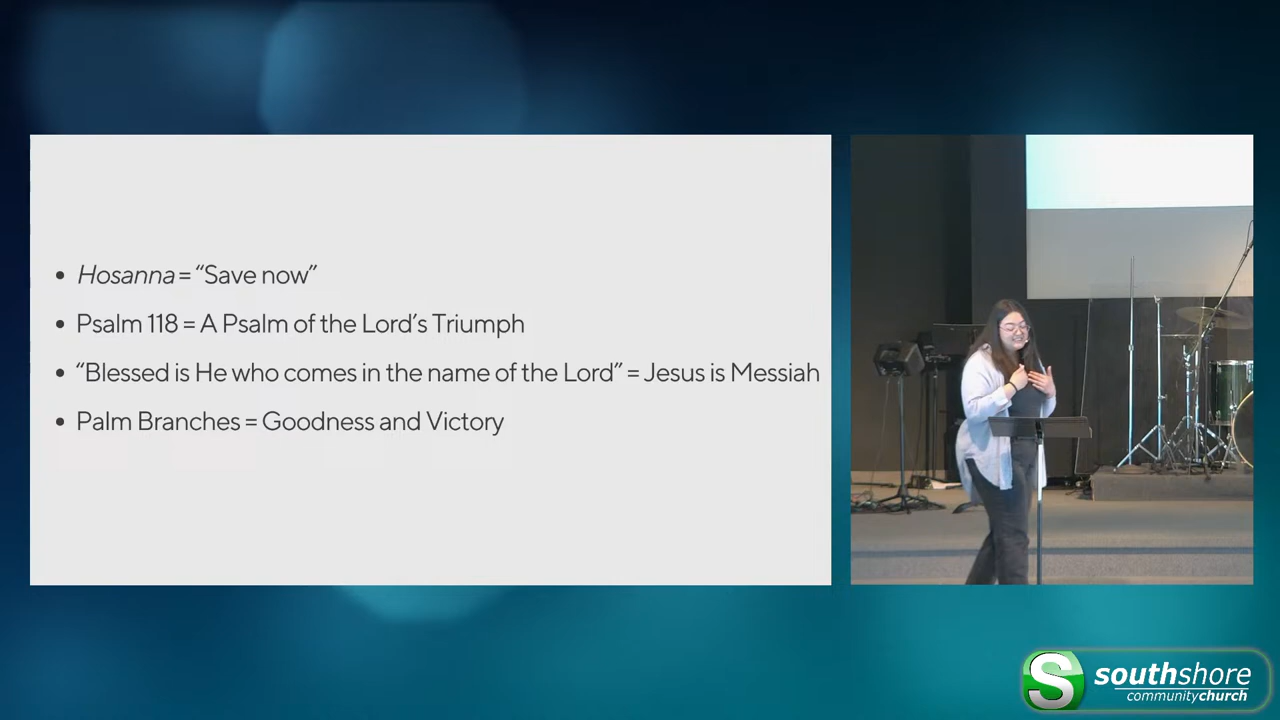 Hosanna = “Save now”
Psalm 118 = A Psalm of the Lord’s Triumph
“Blessed is He who comes in the name of the Lord” = Jesus is Messiah
Palm Branches = Goodness and Victory
S southshore
communitychurch